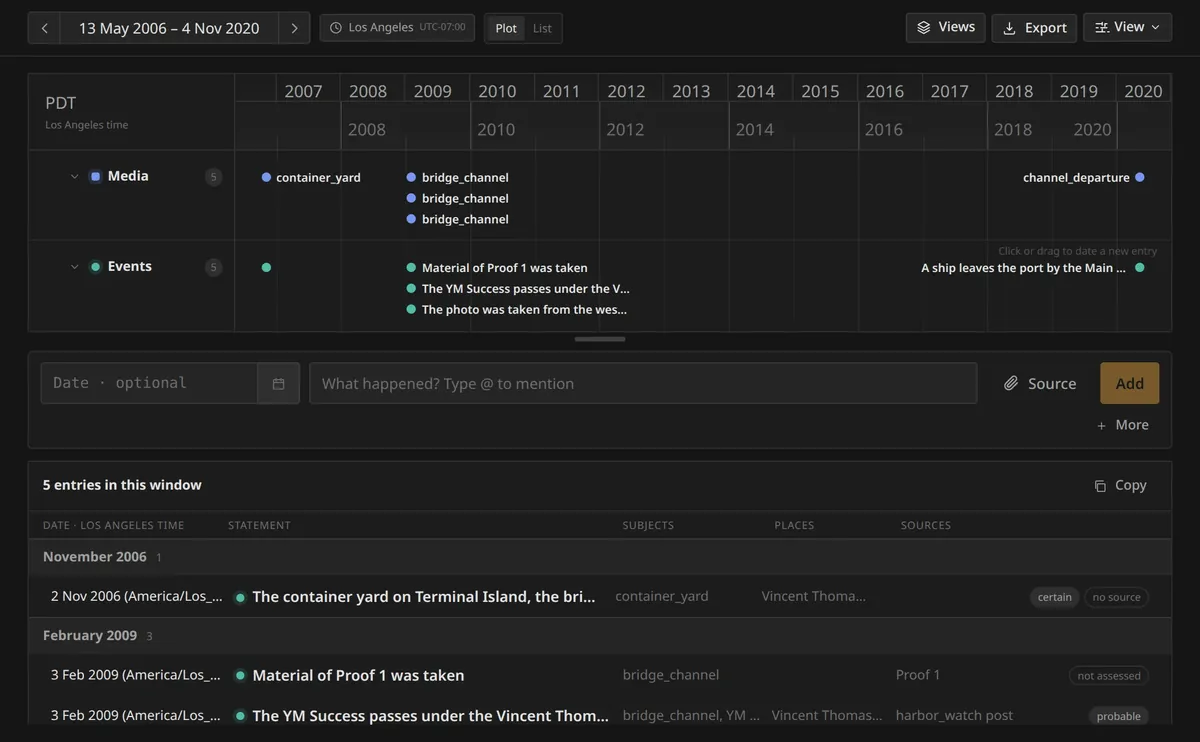 13 May 2006 – 4 Nov 2020
Los Angeles UTC-07:00
Plot List
Views
Export
View
PDT
Los Angeles time
2007 2008 2009 2010 2011 2012 2013 2014 2015 2016 2017 2018 2019 2020
2008 2010 2012 2014 2016 2018 2020
Media 5
container_yard
bridge_channel
bridge_channel
bridge_channel
channel_departure
Events 5
Click or drag to date a new entry
Material of Proof 1 was taken
The YM Success passes under the V...
The photo was taken from the wes...
A ship leaves the port by the Main ...
Date · optional
What happened? Type @ to mention
Source
Add
+ More
5 entries in this window
Copy
DATE · LOS ANGELES TIME STATEMENT SUBJECTS PLACES SOURCES
November 2006 1
2 Nov 2006 (America/Los_... The container yard on Terminal Island, the bri... container_yard Vincent Thoma... certain no source
February 2009 3
3 Feb 2009 (America/Los_... Material of Proof 1 was taken bridge_channel Proof 1 not assessed
3 Feb 2009 (America/Los_... The YM Success passes under the Vincent Thom... bridge_channel, YM ... Vincent Thomas... harbor_watch post probable